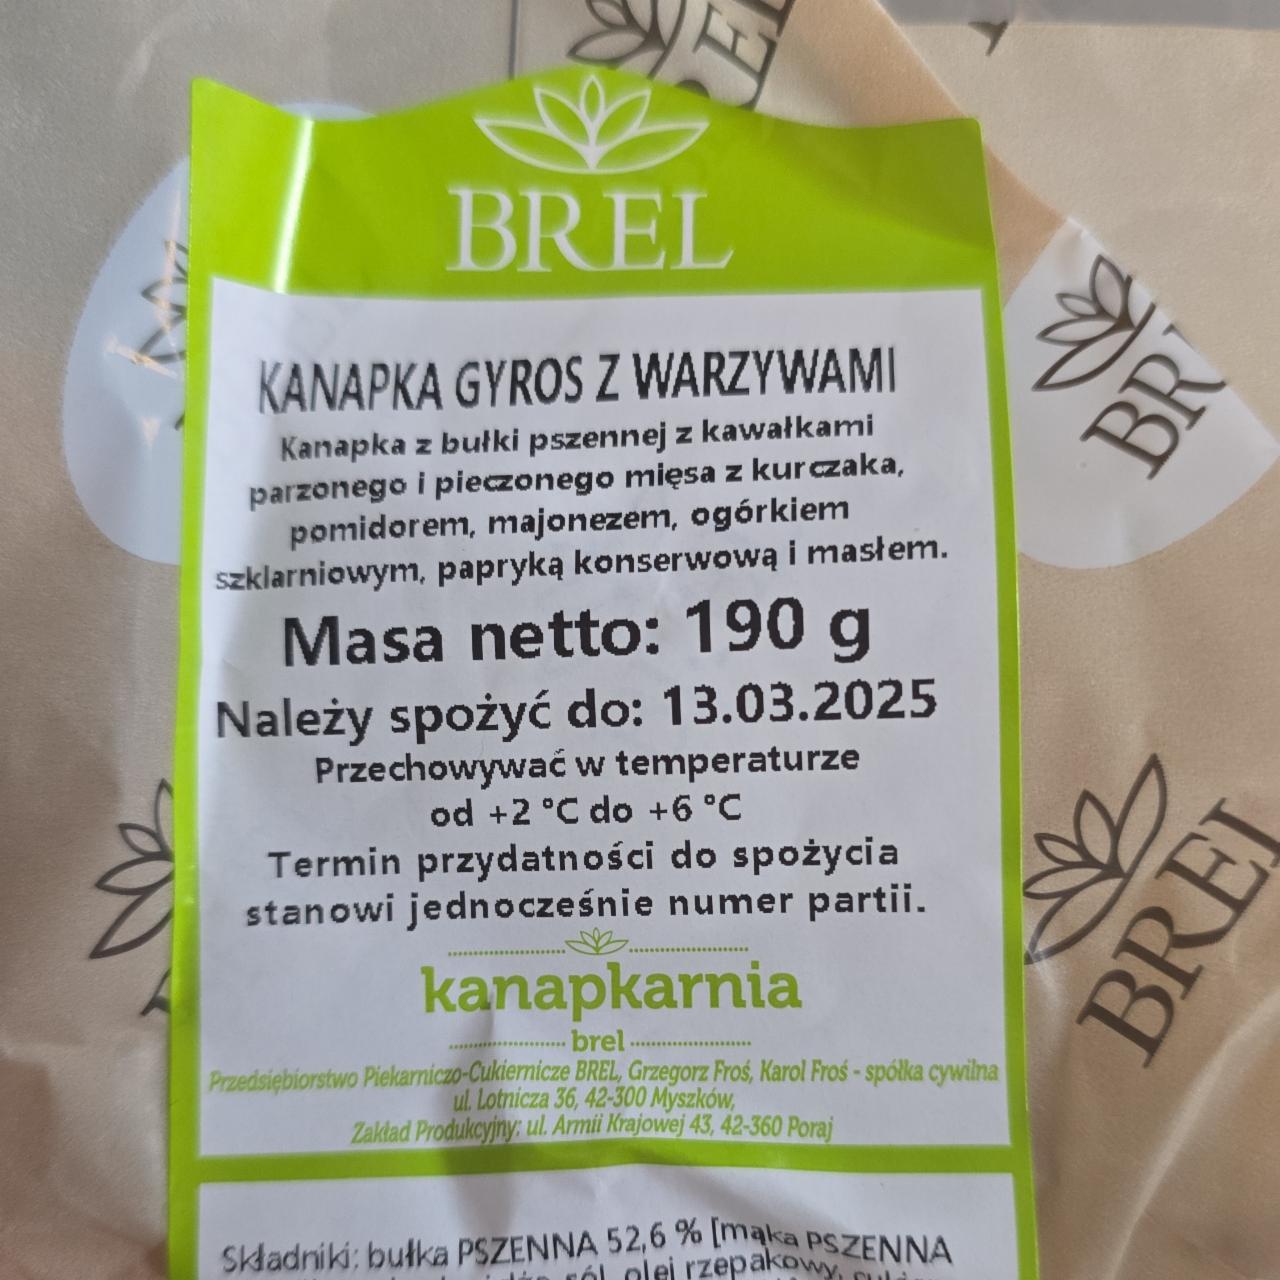 BREL
KANAPKA GYROS Z WARZYWAMI
Kanapka z bułki pszennej z kawałkami
parzonego i pieczonego mięsa z kurczaka,
pomidorem, majonezem, ogórkiem
szklarniowym, papryką konserwową i masłem.
Masa netto: 190 g
Należy spożyć do: 13.03.2025
Przechowywać w temperaturze
od +2 °C do +6 °C
Termin przydatności do spożycia
stanowi jednocześnie numer partii.
kanapkarnia
brel
Przedsiębiorstwo Piekarniczo-Cukiernicze BREL, Grzegorz Froś, Karol Froś - spółka cywilna
ul. Lotnicza 36, 42-300 Myszków,
Zakład Produkcyjny: ul. Armii Krajowej 43, 42-360 Poraj
Składniki: bułka PSZENNA 52,6 % [mąka PSZENNA
sól, olej rzepakowy,
BREL
BR
BREL